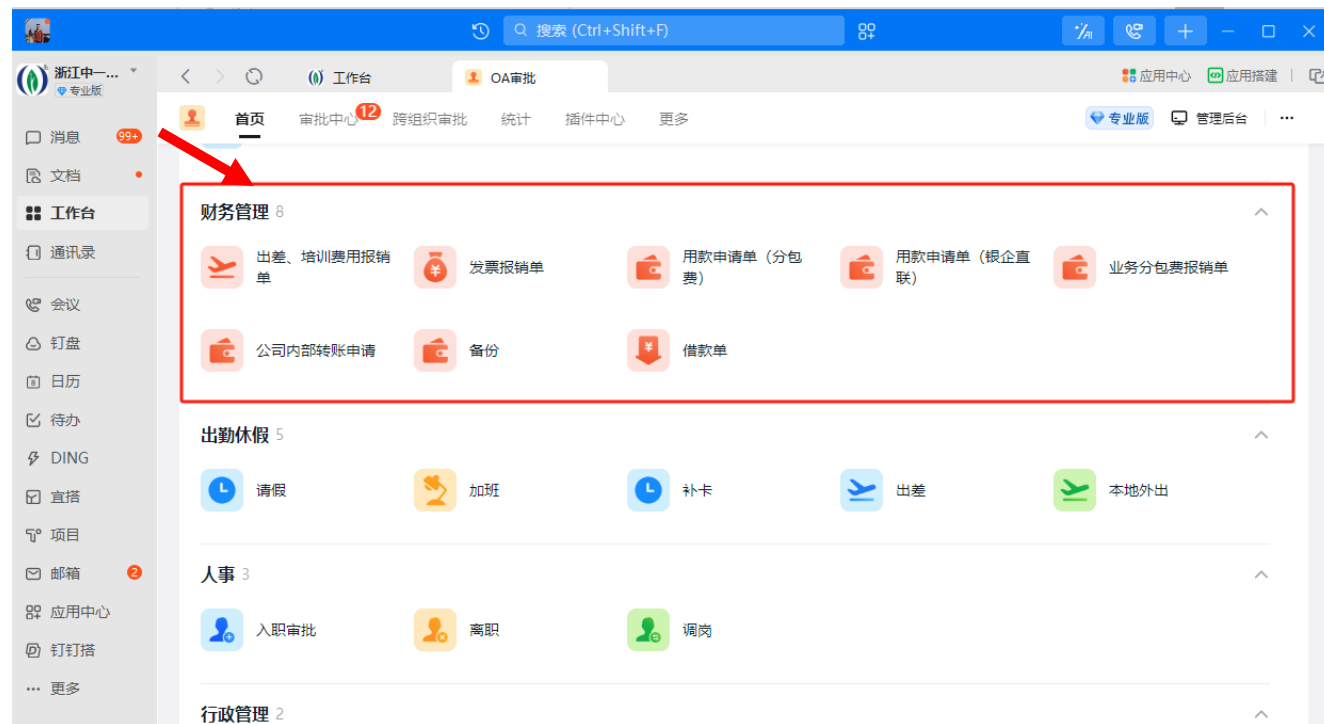 搜索 (Ctrl+Shift+F)
浙江中一...
专业版
工作台
OA审批
应用中心
应用搭建
首页
审批中心
12
跨组织审批
统计
插件中心
更多
专业版
管理后台
...
消息
99+
文档
工作台
通讯录
会议
钉盘
日历
待办
DING
宜搭
项目
邮箱
2
应用中心
钉钉搭
更多
财务管理 8
出差、培训费用报销
单
发票报销单
用款申请单（分包
费）
用款申请单（银企直
联）
业务分包费报销单
公司内部转账申请
备份
借款单
出勤休假 5
请假
加班
补卡
出差
本地外出
人事 3
入职审批
离职
调岗
行政管理 2